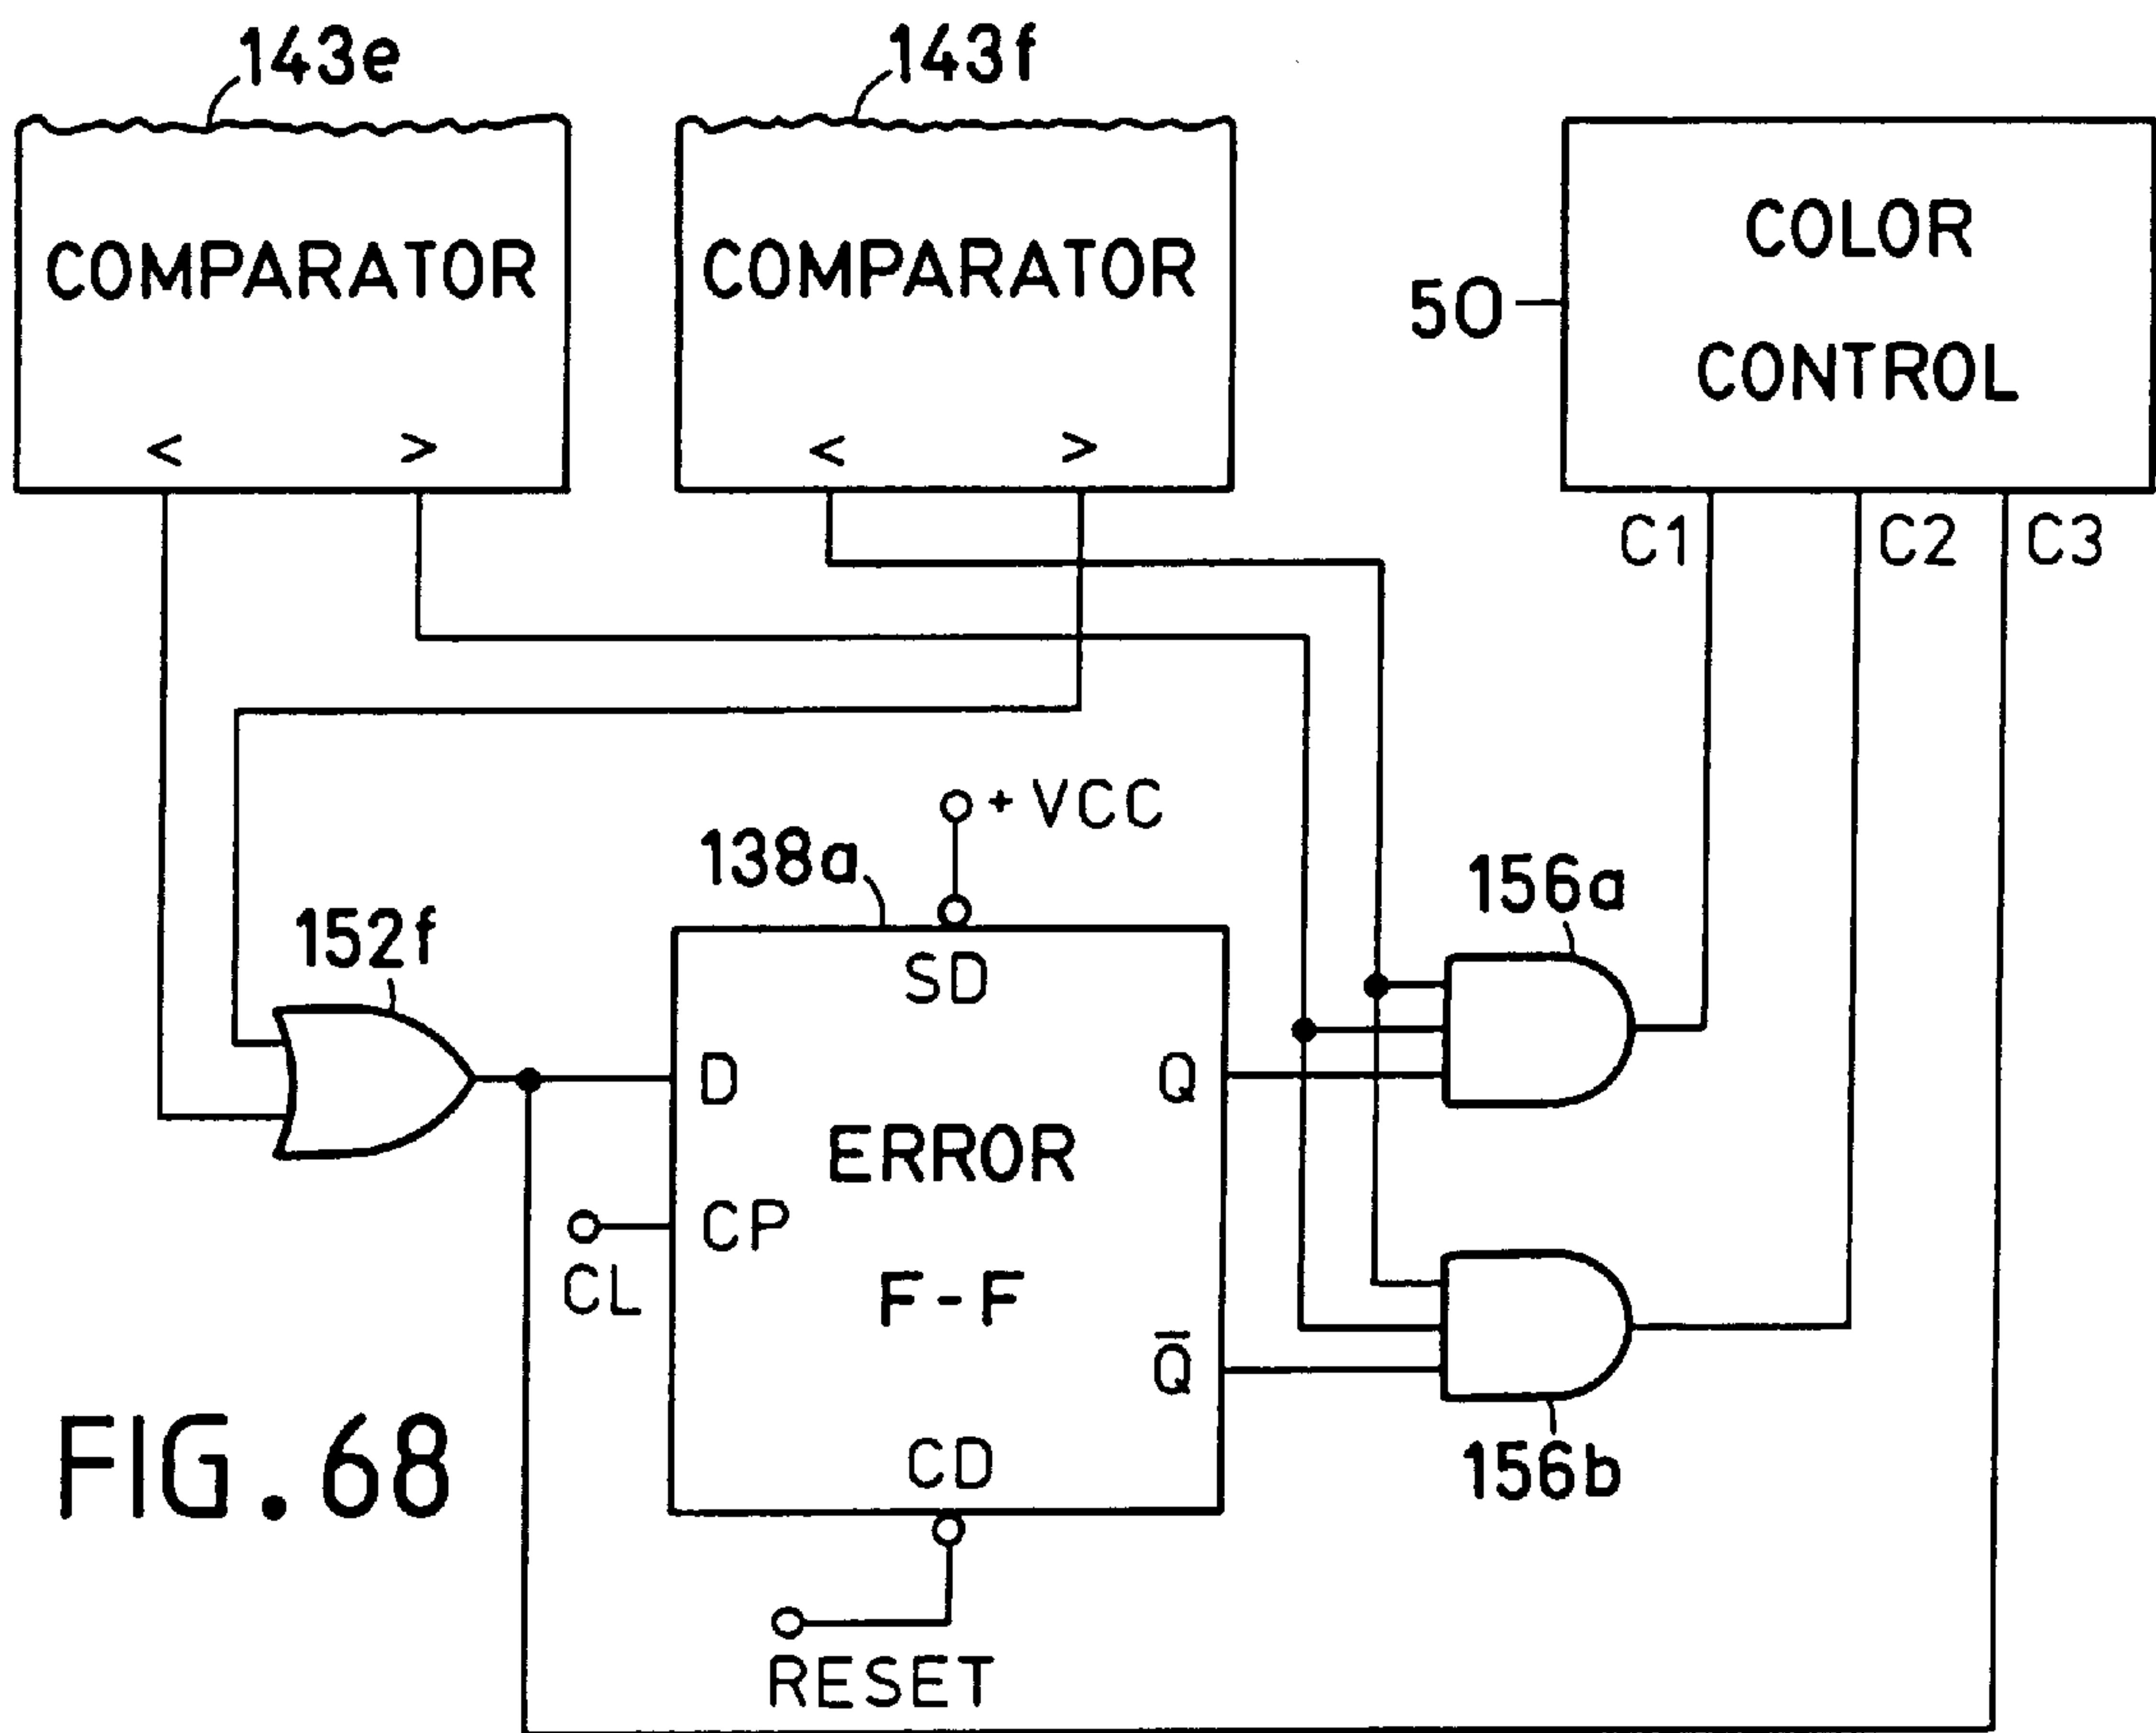 143e
143f
COMPARATOR
< >
COMPARATOR
< >
COLOR
CONTROL
50
C1
C2
C3
+ VCC
138a
152f
156a
SD
D
Q
ERROR
CP
CL
F-F
Q̅
CD
156b
RESET
FIG. 68